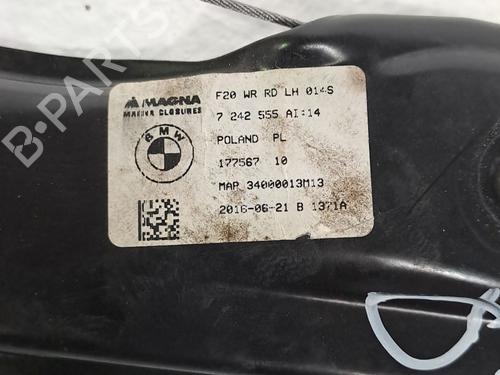 B-PARTS
MAGNA
MAGNA CLOSURES
BMW
F20 WR RD LH 014S
7 242 555 AI:14
POLAND PL
177567 10
MAP 34000013M13
2016-06-21 B 1371A